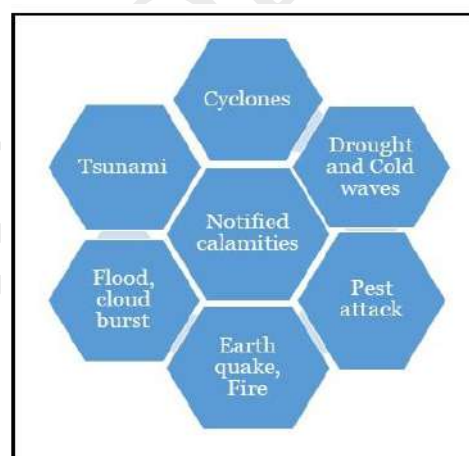 Cyclones
Tsunami
Drought
and Cold
waves
Notified
calamities
Flood,
cloud
burst
Pest
attack
Earth
quake,
Fire